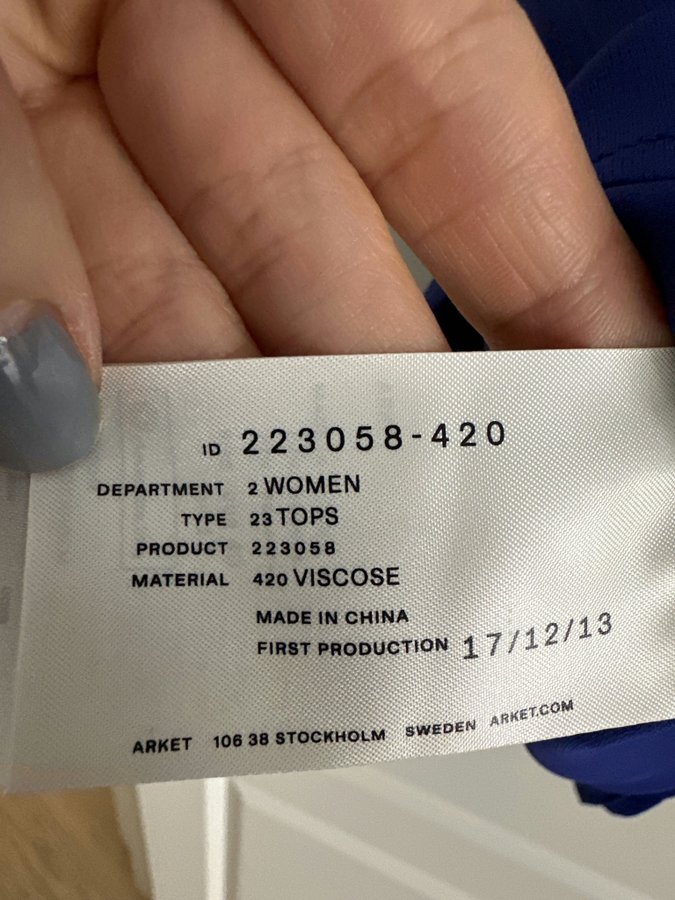 ID 223058-420
DEPARTMENT 2 WOMEN
TYPE 23 TOPS
PRODUCT 223058
MATERIAL 420 VISCOSE
MADE IN CHINA
FIRST PRODUCTION 17/12/13
ARKET 106 38 STOCKHOLM SWEDEN ARKET.COM